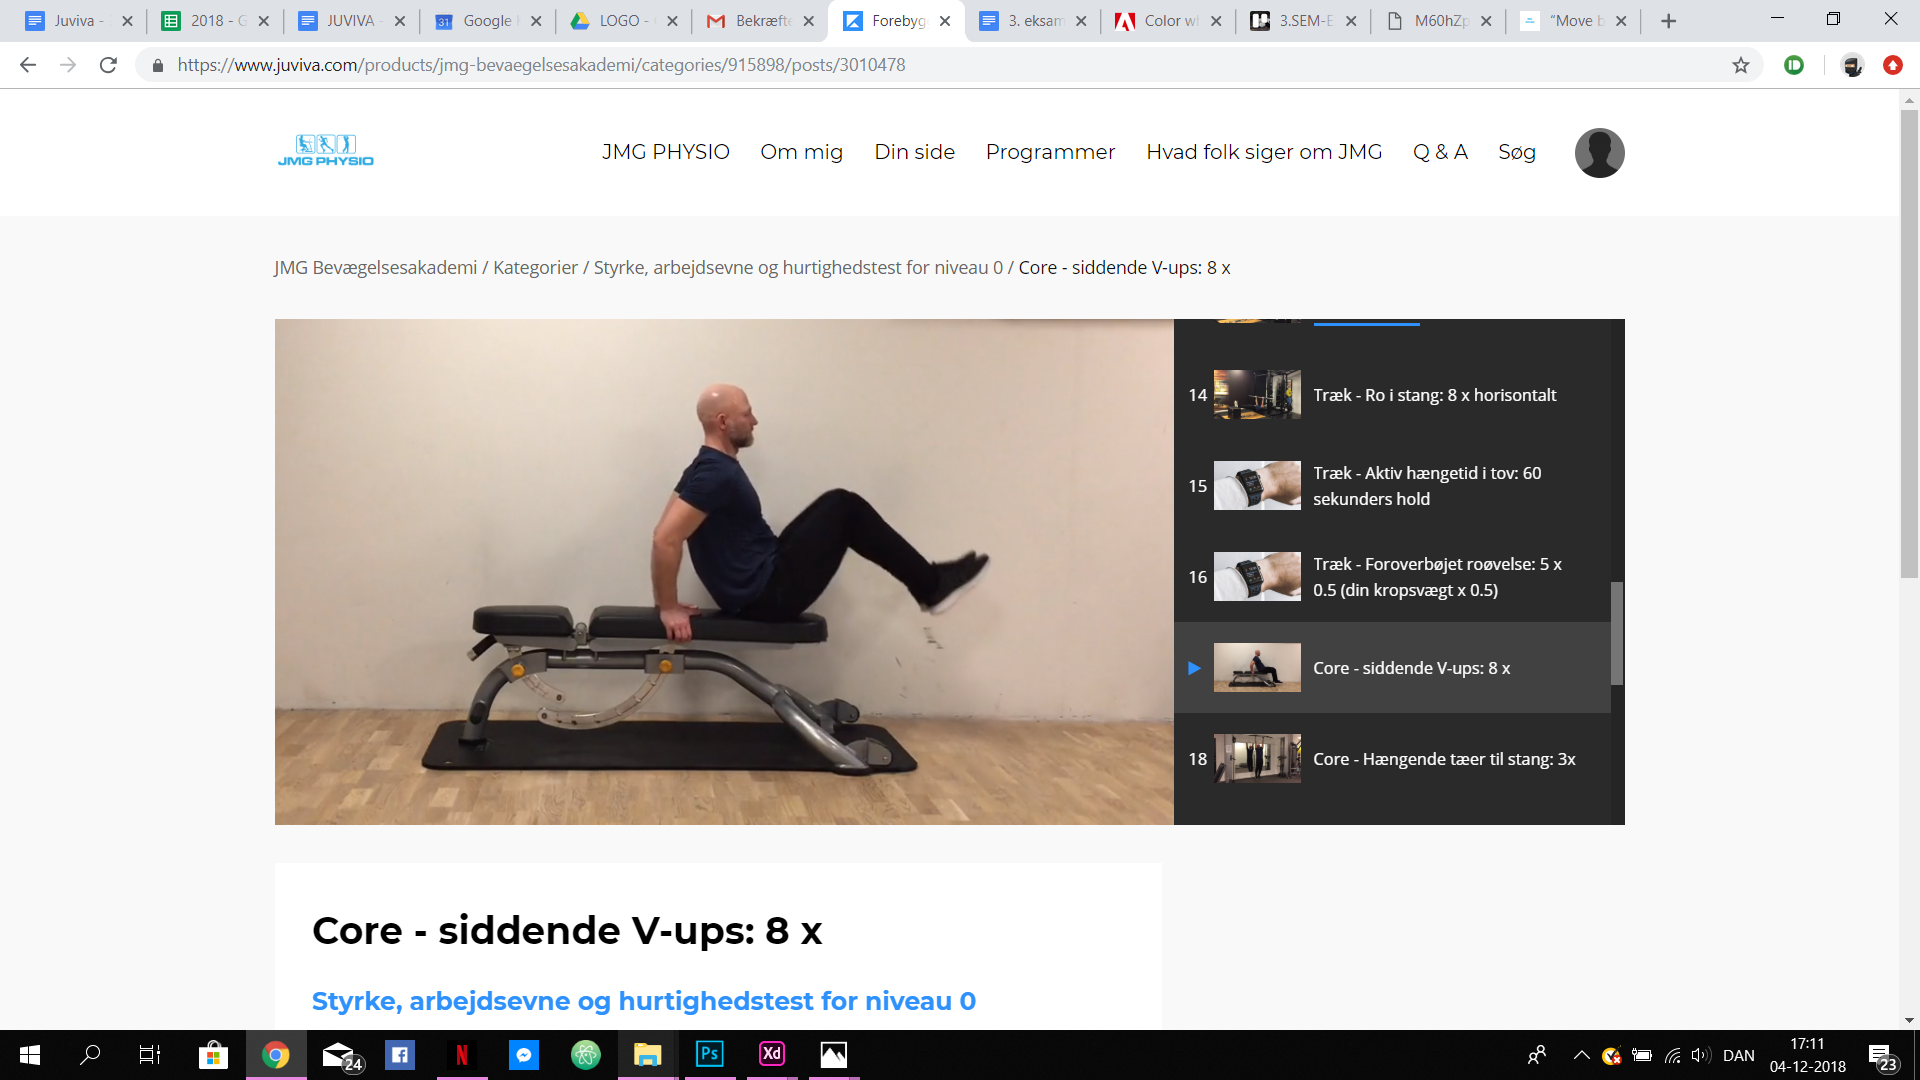 Juviva -
2018 - G
JUVIVA -
Google
LOGO -
Bekræfte
Forebyg
3. eksam
Color w
3.SEM-E
M60hZp
"Move b
https://www.juviva.com/products/jmg-bevaegelsesakademi/categories/915898/posts/3010478
JMG PHYSIO
JMG PHYSIO
Om mig
Din side
Programmer
Hvad folk siger om JMG
Q & A
Søg
JMG Bevægelsesakademi / Kategorier / Styrke, arbejdsevne og hurtighedstest for niveau 0 / Core - siddende V-ups: 8 x
14 Træk - Ro i stang: 8 x horisontalt
15 Træk - Aktiv hængetid i tov: 60
sekunders hold
16 Træk - Foroverbøjet roøvelse: 5 x
0.5 (din kropsvægt x 0.5)
Core - siddende V-ups: 8 x
18 Core - Hængende tæer til stang: 3x
Core - siddende V-ups: 8 x
Styrke, arbejdsevne og hurtighedstest for niveau 0
24
N
Ps
Xd
DAN
17:11
04-12-2018
23